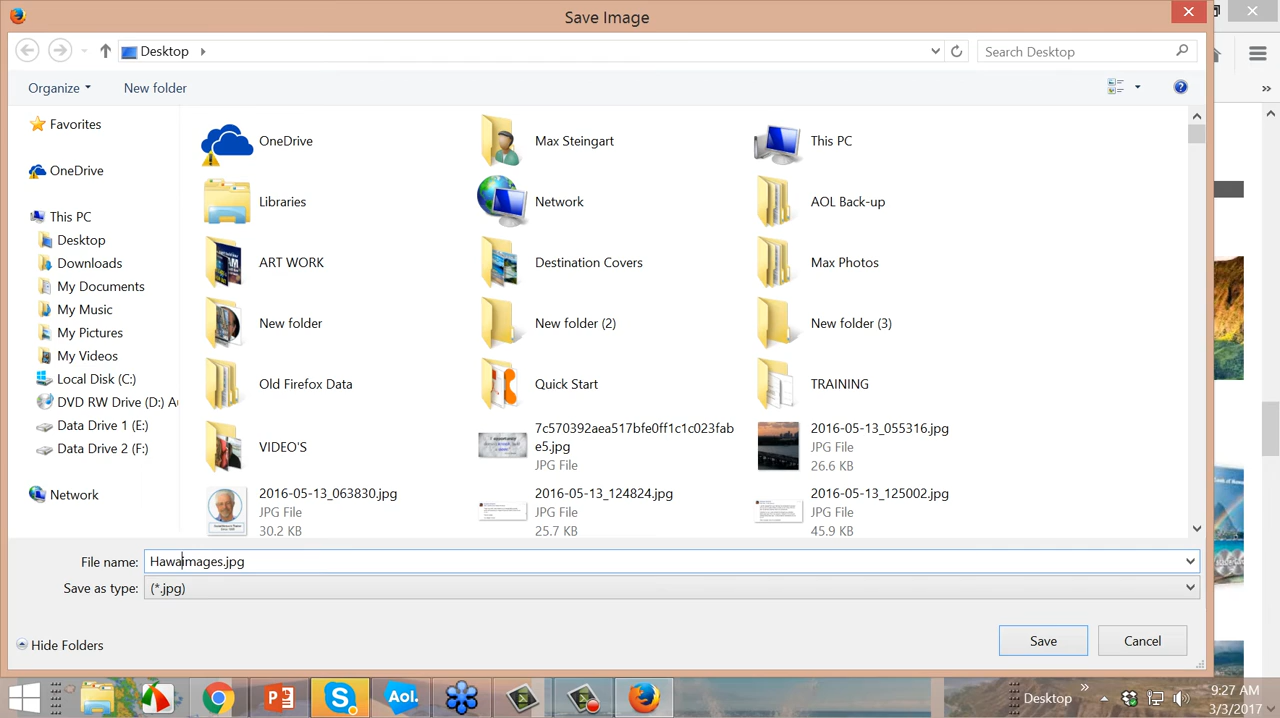 Save Image
Desktop
Search Desktop
Organize
New folder
Favorites
OneDrive
This PC
Desktop
Downloads
My Documents
My Music
My Pictures
My Videos
Local Disk (C:)
DVD RW Drive (D:) Au
Data Drive 1 (E:)
Data Drive 2 (F:)
Network
OneDrive
Max Steingart
This PC
Libraries
Network
AOL Back-up
ART WORK
Destination Covers
Max Photos
New folder
New folder (2)
New folder (3)
Old Firefox Data
Quick Start
TRAINING
VIDEO'S
7c570392aea517bfe0ff1c1c023fab
e5.jpg
JPG File
2016-05-13_055316.jpg
JPG File
26.6 KB
2016-05-13_063830.jpg
JPG File
30.2 KB
2016-05-13_124824.jpg
JPG File
25.7 KB
2016-05-13_125002.jpg
JPG File
45.9 KB
File name: Hawaimages.jpg
Save as type: (*.jpg)
Hide Folders
Save
Cancel
Aol.
Desktop
9:27 AM
3/3/2017